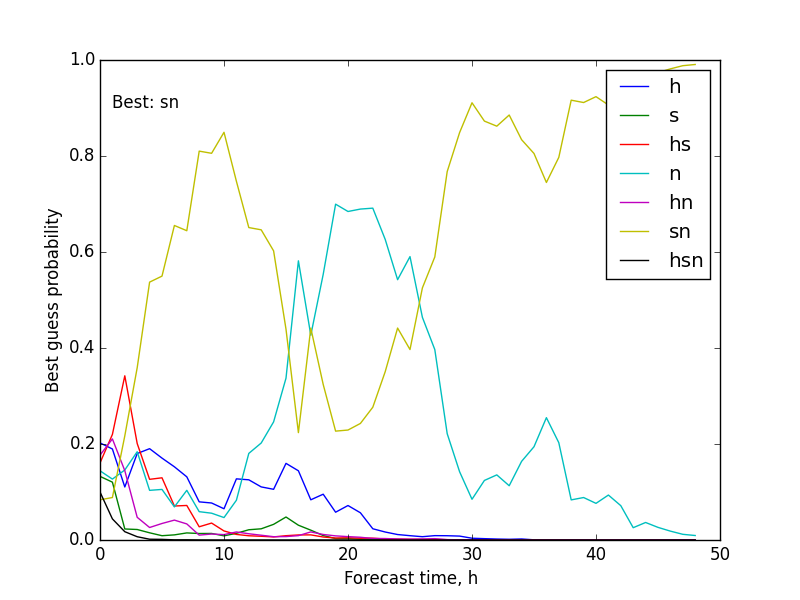 1.0
Best: sn
h
s
hs
n
hn
sn
hsn
0.8
0.6
0.4
0.2
0.0
Best guess probability
0 10 20 30 40 50
Forecast time, h